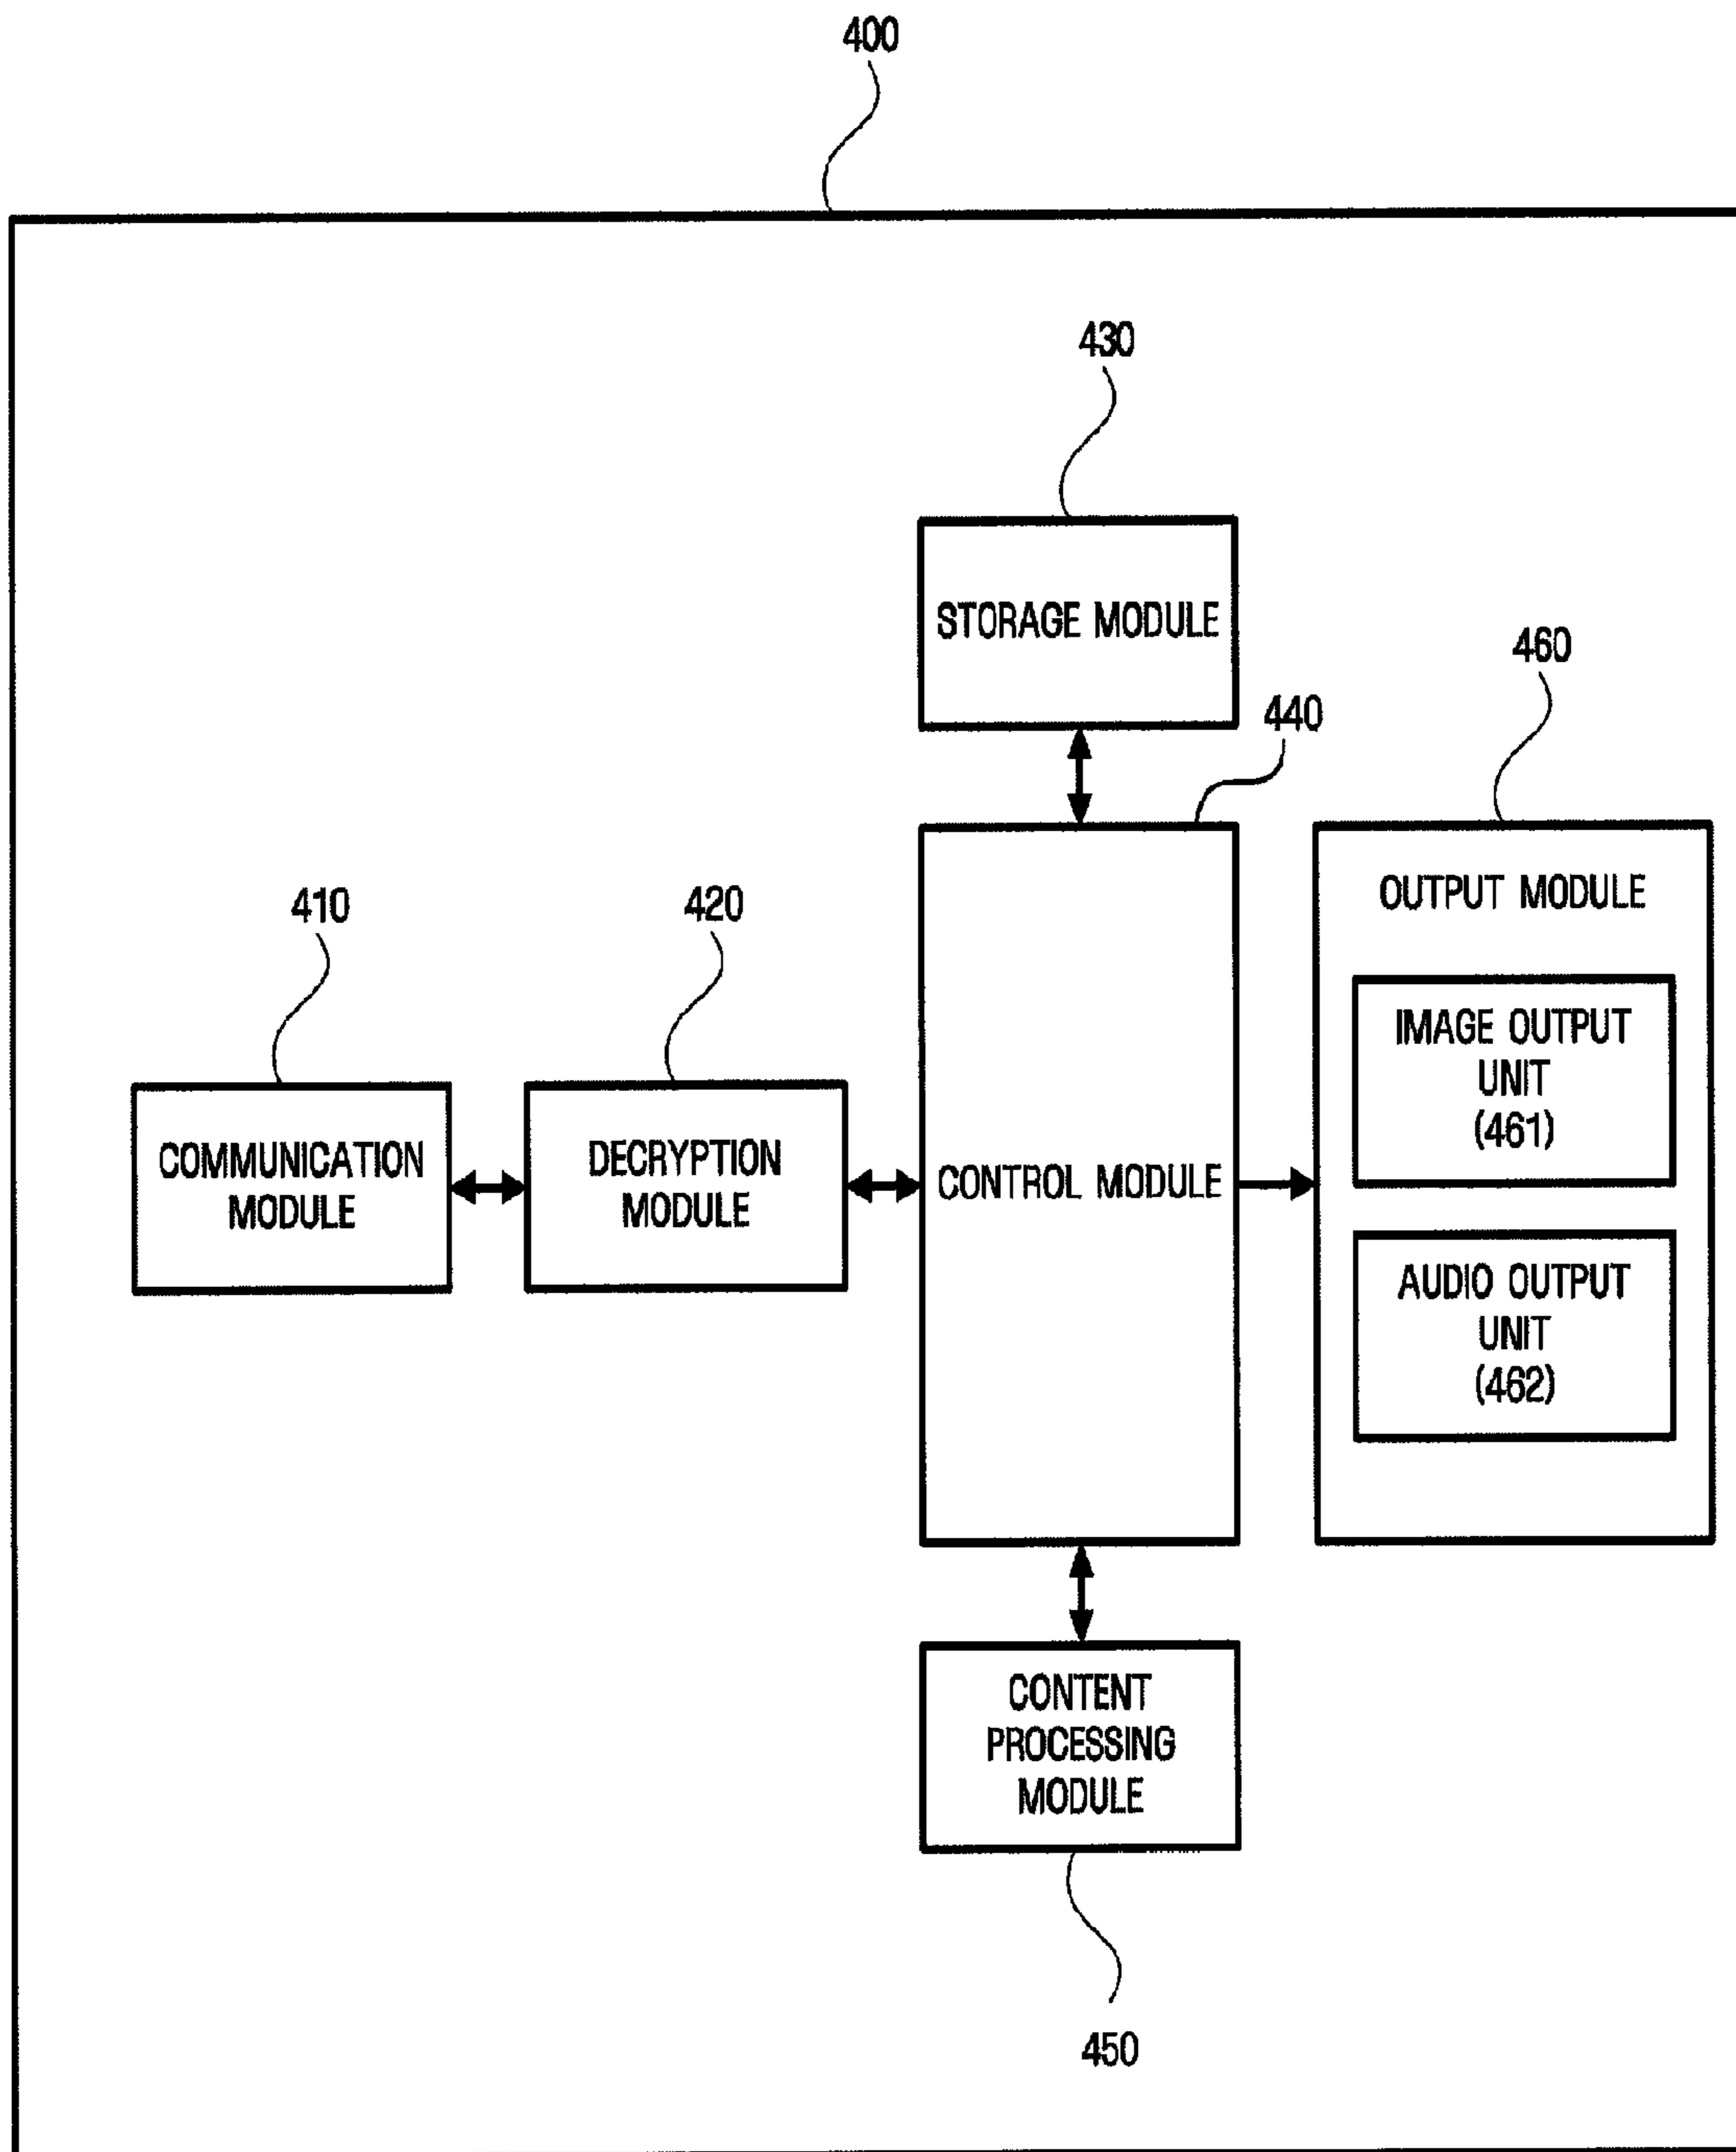 400
430
STORAGE MODULE
440
460
OUTPUT MODULE
IMAGE OUTPUT
UNIT
(461)
AUDIO OUTPUT
UNIT
(462)
410
COMMUNICATION
MODULE
420
DECRYPTION
MODULE
CONTROL MODULE
CONTENT
PROCESSING
MODULE
450